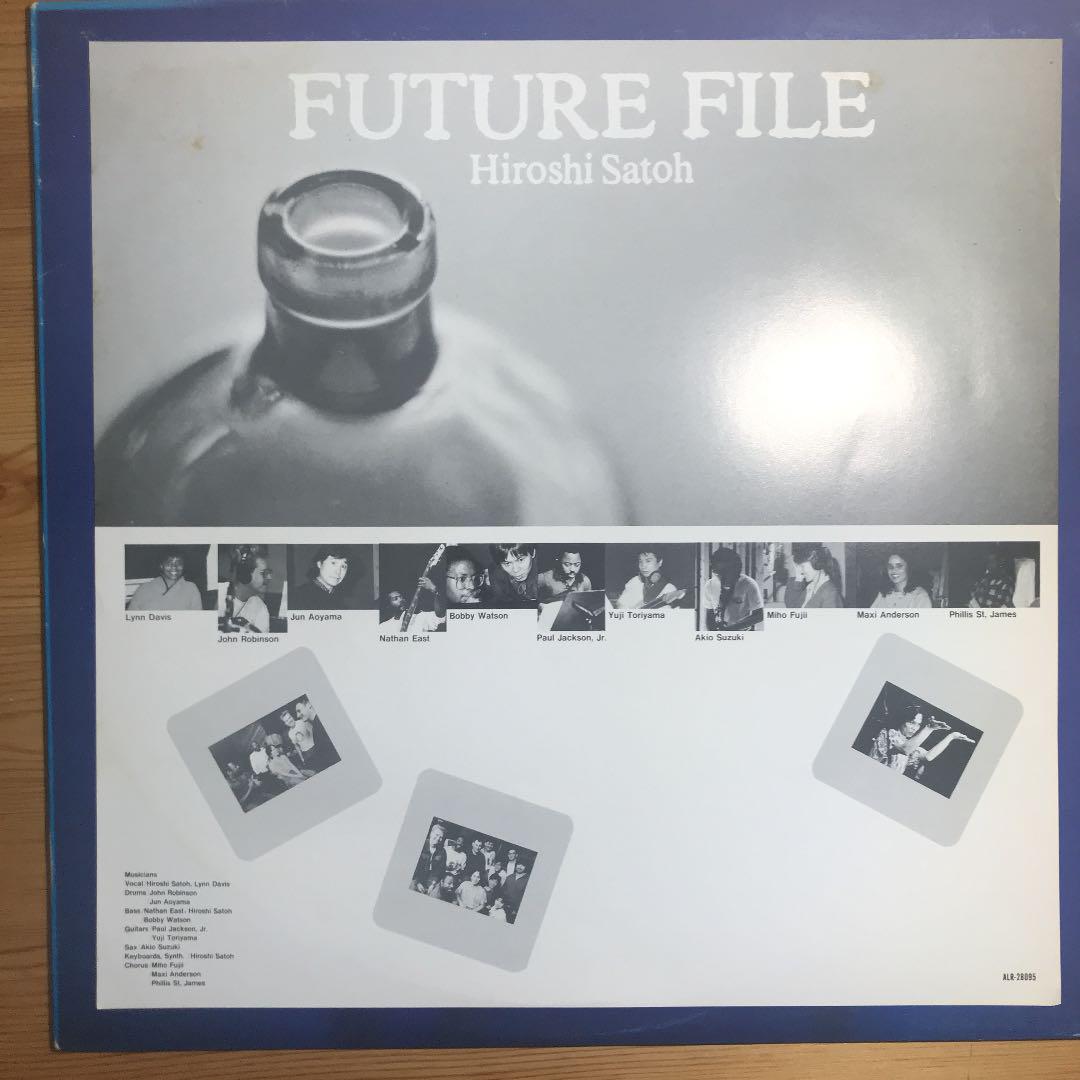 FUTURE FILE
Hiroshi Satoh
Lynn Davis
John Robinson
Jun Aoyama
Nathan East
Bobby Watson
Paul Jackson, Jr.
Yuji Toriyama
Akio Suzuki
Miho Fujii
Maxi Anderson
Phillis St. James
Musicians
Vocal/Hiroshi Satoh, Lynn Davis
Drums/John Robinson
Jun Aoyama
Bass/Nathan East, Hiroshi Satoh
Bobby Watson
Guitars/Paul Jackson, Jr.
Yuji Toriyama
Sax/Akio Suzuki
Keyboards, Synth./Hiroshi Satoh
Chorus/Miho Fujii
Maxi Anderson
Phillis St. James
ALR-28095